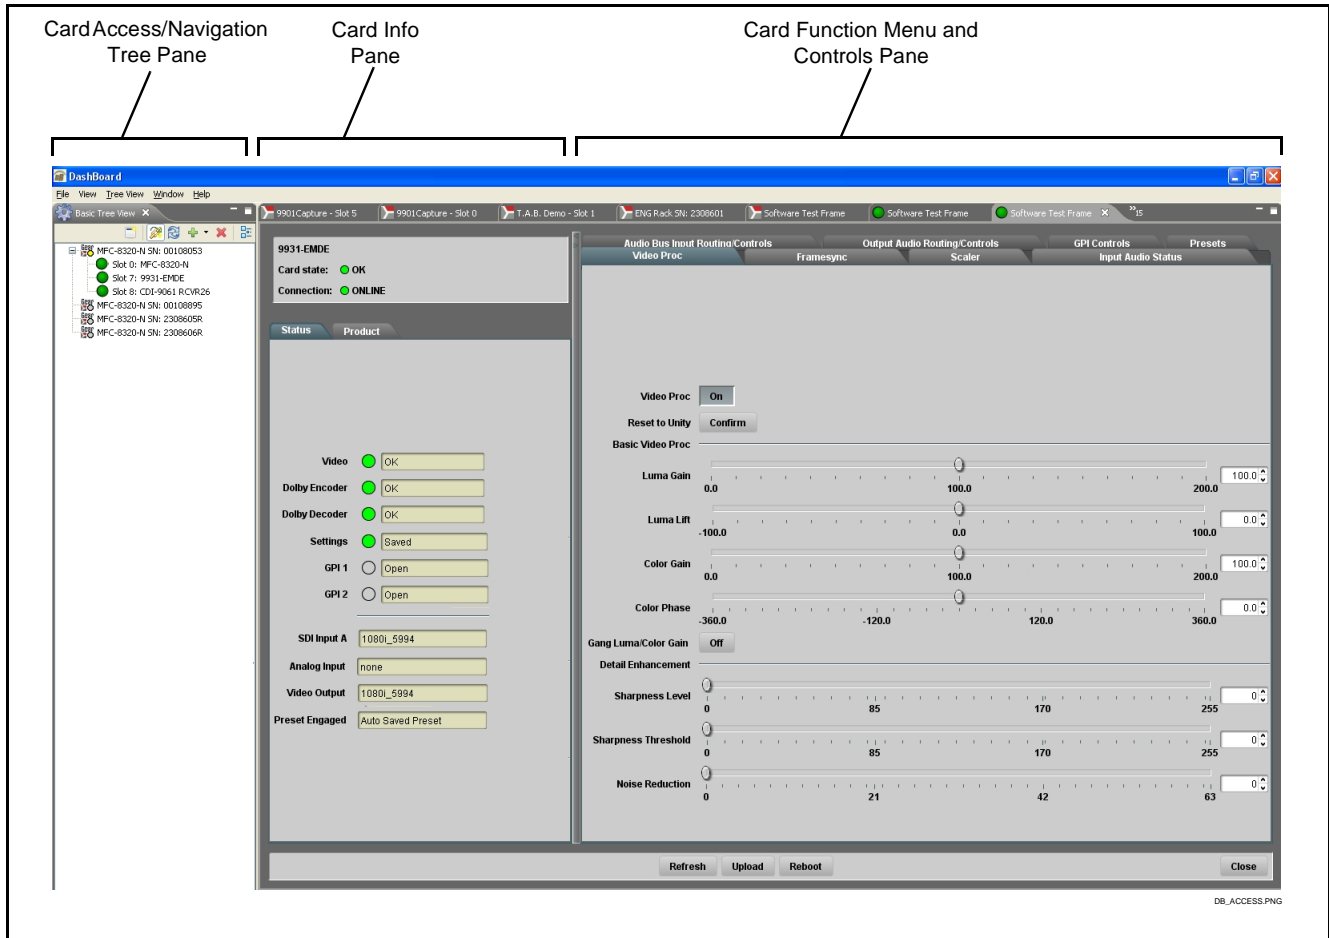 Card Access/Navigation
Tree Pane
Card Info
Pane
Card Function Menu and
Controls Pane
DashBoard
File View Tree View Window Help
Basic Tree View
9901Capture - Slot 5
9901Capture - Slot 0
T.A.B. Demo - Slot 1
ENG Rack SN: 2308601
Software Test Frame
Software Test Frame
Software Test Frame
»15
MFC-8320-N SN: 00108053
Slot 0: MFC-8320-N
Slot 7: 9931-EMDE
Slot 8: CDI-9061 RCVR26
MFC-8320-N SN: 00108895
MFC-8320-N SN: 2308605R
MFC-8320-N SN: 2308606R
9931-EMDE
Card state: OK
Connection: ONLINE
Status Product
Video OK
Dolby Encoder OK
Dolby Decoder OK
Settings Saved
GPI 1 Open
GPI 2 Open
SDI Input A 1080i_5994
Analog Input none
Video Output 1080i_5994
Preset Engaged Auto Saved Preset
Audio Bus Input Routing/Controls Output Audio Routing/Controls GPI Controls Presets
Video Proc Framesync Scaler Input Audio Status
Video Proc On
Reset to Unity Confirm
Basic Video Proc
Luma Gain 100.0
0.0 100.0 200.0
Luma Lift 0.0
-100.0 0.0 100.0
Color Gain 100.0
0.0 100.0 200.0
Color Phase 0.0
-360.0 -120.0 120.0 360.0
Gang Luma/Color Gain Off
Detail Enhancement
Sharpness Level 0
0 85 170 255
Sharpness Threshold 0
0 85 170 255
Noise Reduction 0
0 21 42 63
Refresh Upload Reboot Close
DB_ACCESS.PNG